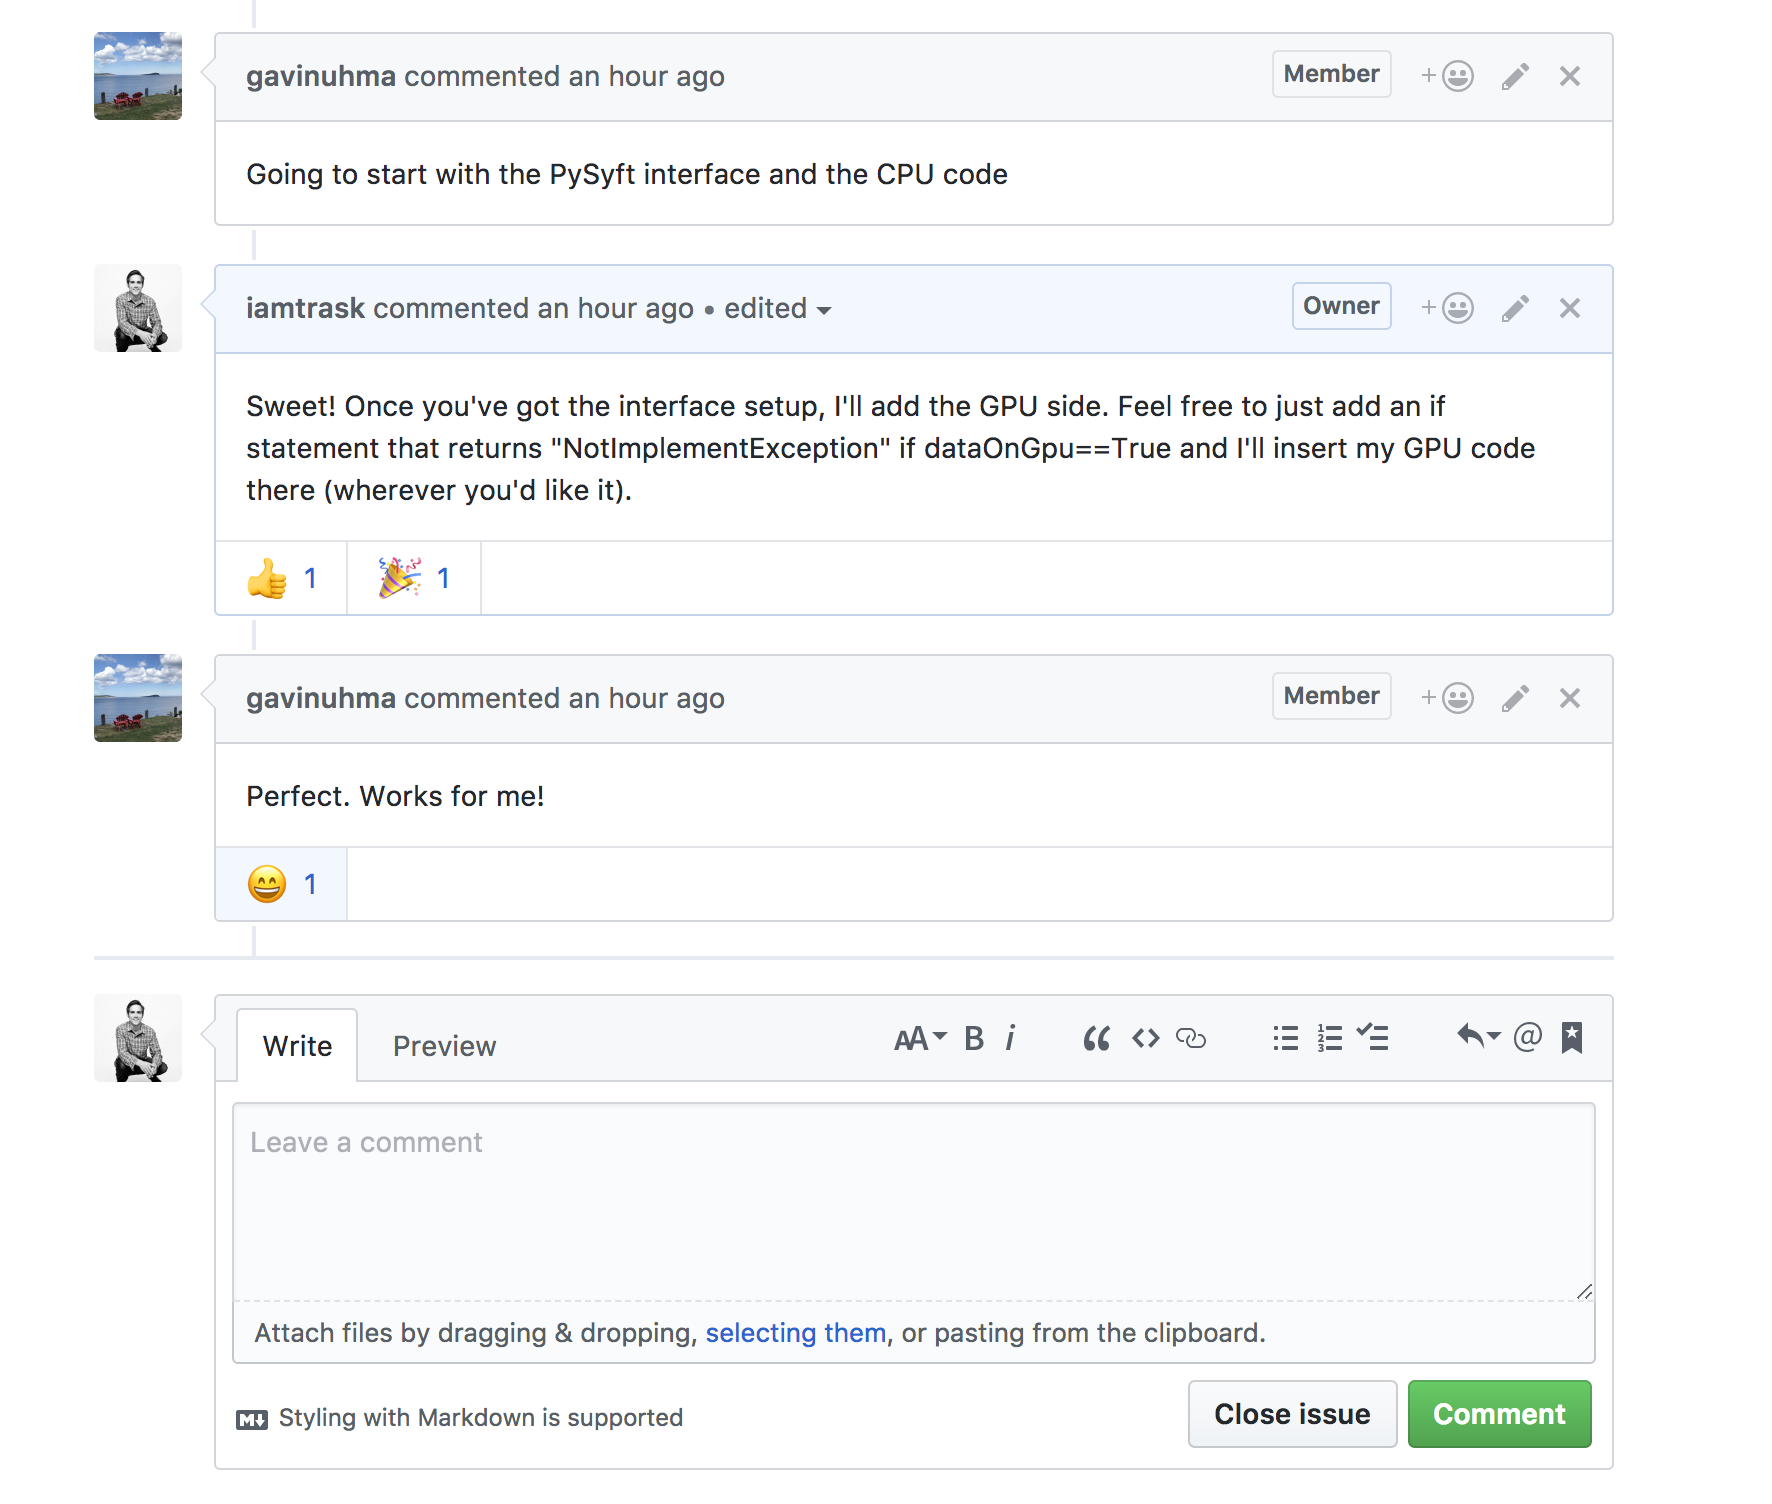 gavinuhma commented an hour ago Member
Going to start with the PySyft interface and the CPU code
iamtrask commented an hour ago • edited Owner
Sweet! Once you've got the interface setup, I'll add the GPU side. Feel free to just add an if
statement that returns "NotImplementException" if dataOnGpu==True and I'll insert my GPU code
there (wherever you'd like it).
1 1
gavinuhma commented an hour ago Member
Perfect. Works for me!
1
Write Preview AA B i
Leave a comment
Attach files by dragging & dropping, selecting them, or pasting from the clipboard.
Styling with Markdown is supported Close issue Comment